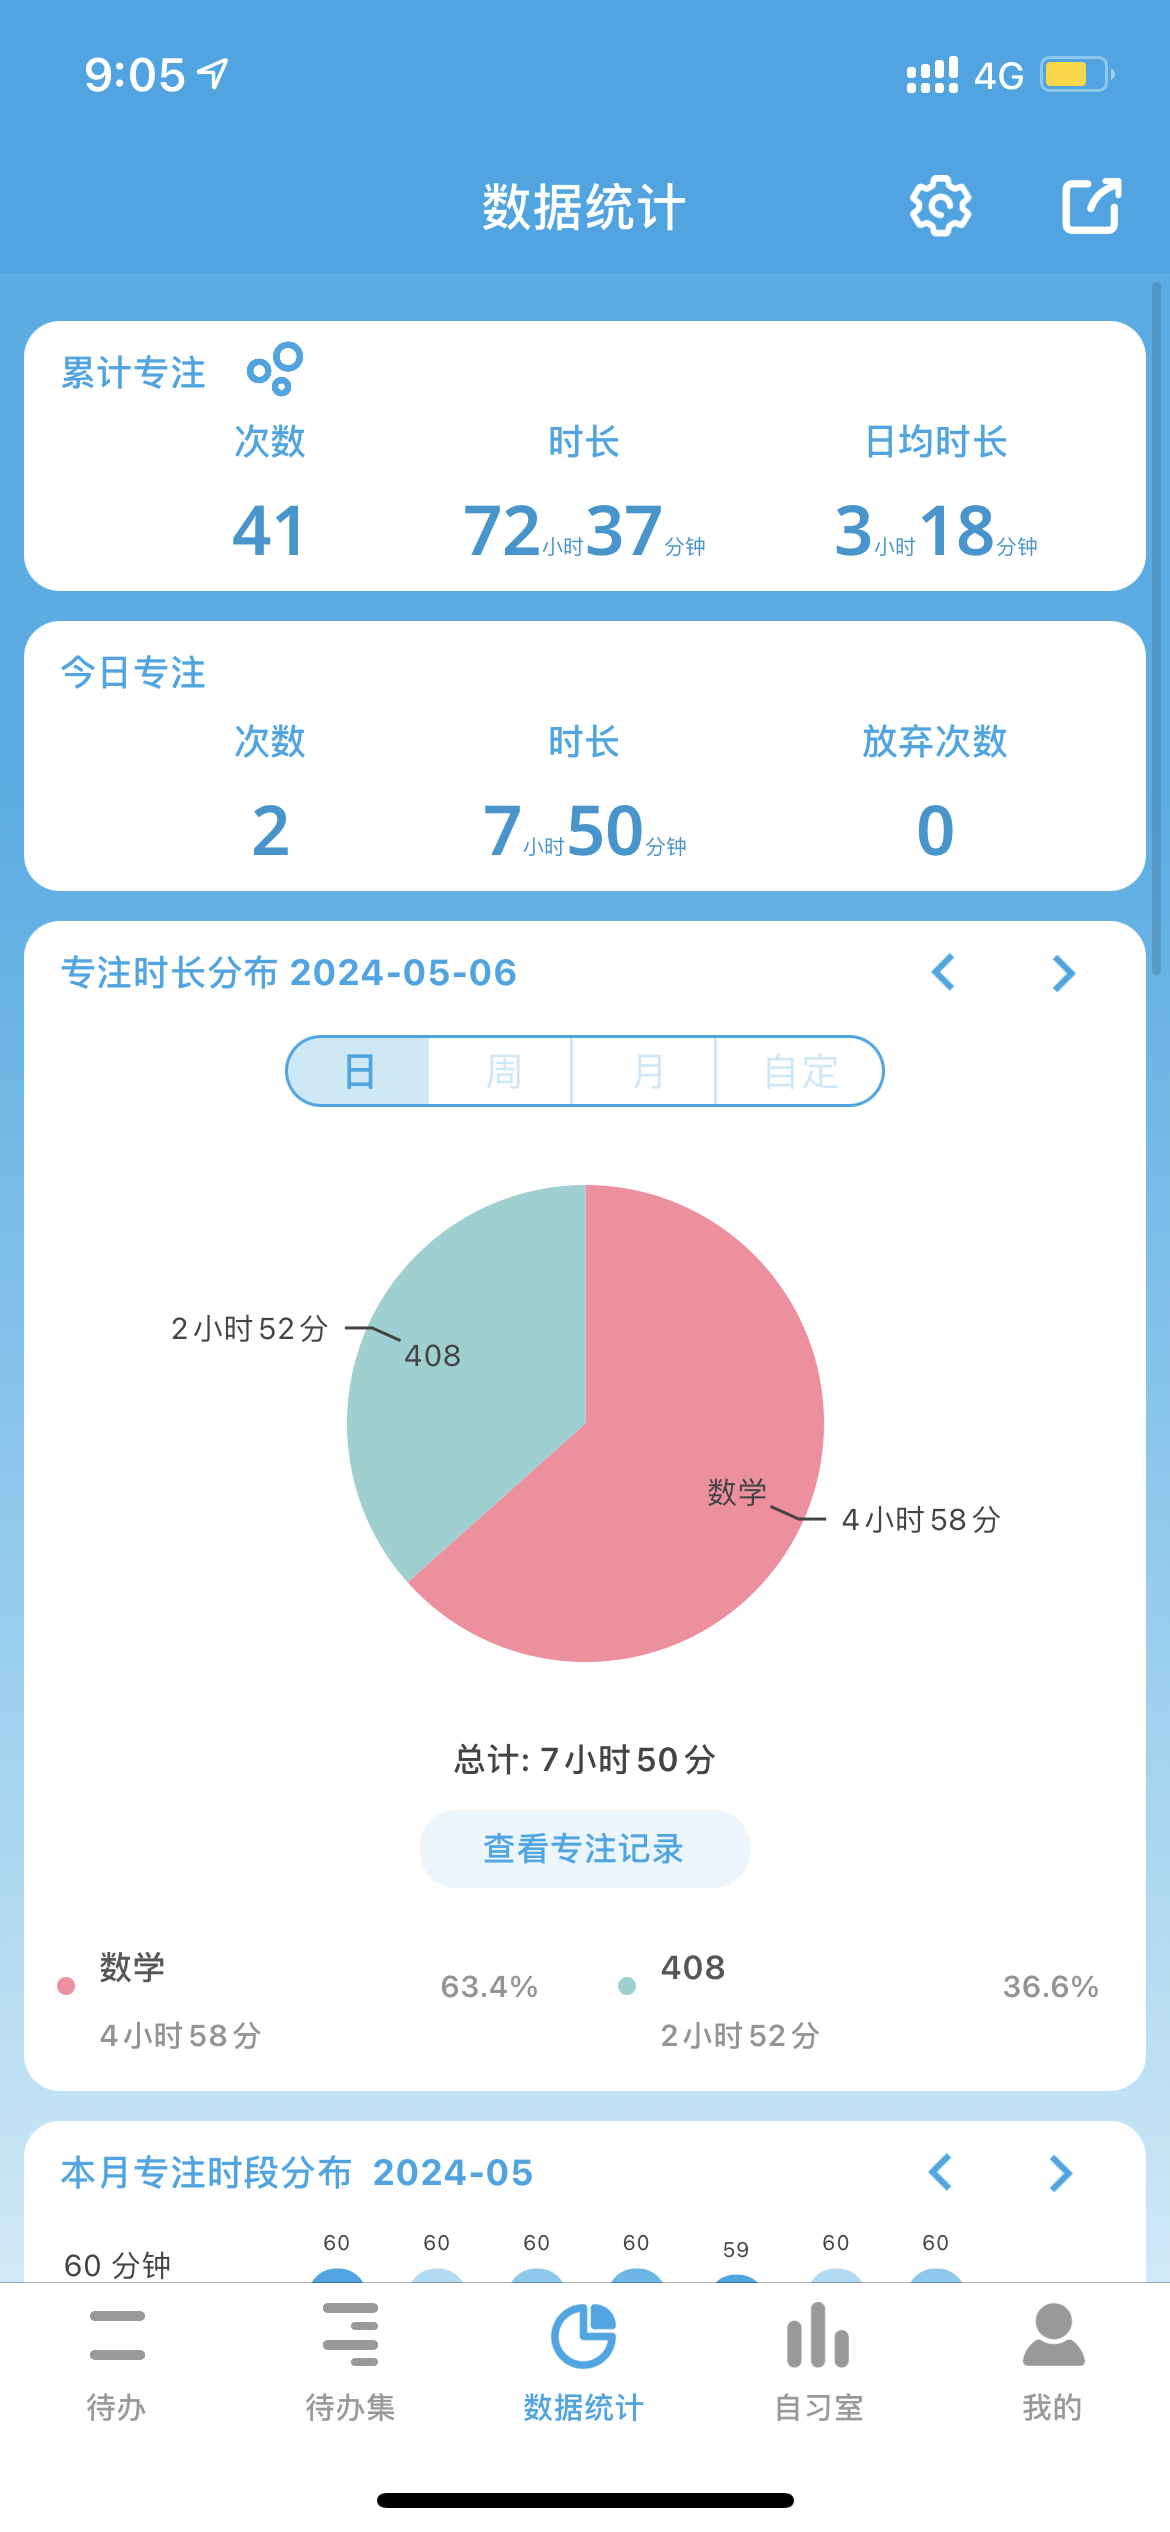 9:05
4G
数据统计
累计专注
次数 时长 日均时长
41 72小时37分钟 3小时18分钟
今日专注
次数 时长 放弃次数
2 7小时50分钟 0
专注时长分布 2024-05-06
日 周 月 自定
2小时52分
408
数学
4小时58分
总计: 7小时50分
查看专注记录
数学 63.4% 408 36.6%
4小时58分 2小时52分
本月专注时段分布 2024-05
60 60 60 60 59 60 60
60 分钟
待办 待办集 数据统计 自习室 我的